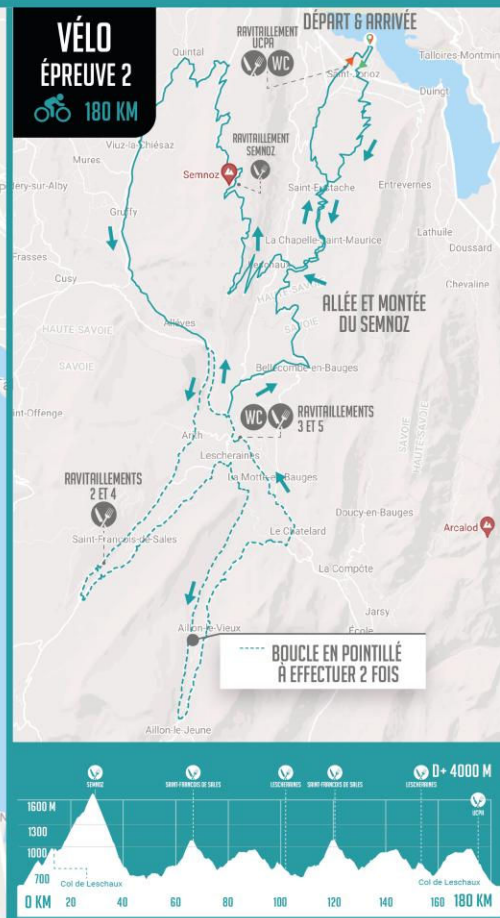 VÉLO
ÉPREUVE 2
180 KM
DÉPART & ARRIVÉE
RAVITAILLEMENT
UCPA
WC
Quintal
Talloires-Montmin
Duingt
Viuz-la-Chiésaz
RAVITAILLEMENT
SEMNOZ
Mures
Semnoz
Saint-Eustache
Entrevernes
Gruffy
Lathuile
La Chapelle-Saint-Maurice
Doussard
Frasses
Cusy
Chevaline
HAUTE-SAVOIE
SAVOIE
ALLÉE ET MONTÉE
DU SEMNOZ
Allèves
HAUTE-SAVOIE
SAVOIE
Bellecombe-en-Bauges
WC
RAVITAILLEMENTS
3 ET 5
Lescheraines
RAVITAILLEMENTS
2 ET 4
La Motte-en-Bauges
Doucy-en-Bauges
Arcalod
Saint-François-de-Sales
Le Chatelard
La Compôte
Jarsy
École
Aillon-le-Vieux
BOUCLE EN POINTILLÉ
À EFFECTUER 2 FOIS
Aillon-le-Jeune
D+ 4000 M
SEMNOZ
SAINT-FRANCOIS DE SALES
LESCHERAINES
SAINT-FRANCOIS DE SALES
LESCHERAINES
UCPA
1600 M
1300
1000
700
Col de Leschaux
Col de Leschaux
0 KM 20 40 60 80 100 120 140 160 180 KM